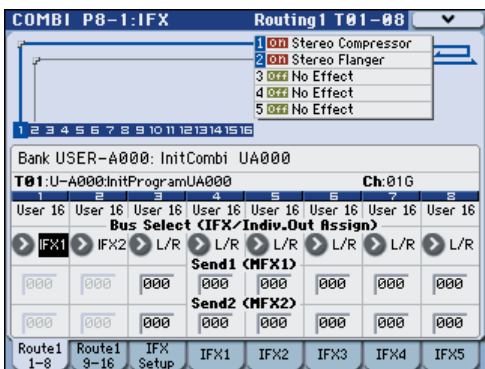 COMBI P8-1:IFX Routing1 T01-08
1 on Stereo Compressor
2 on Stereo Flanger
3 Off No Effect
4 Off No Effect
5 Off No Effect
1 2 3 4 5 6 7 8 9 10 11 12 13 14 15 16
Bank USER-A000: InitCombi UA000
T01:U-A000:InitProgramUA000 Ch:01G
1 2 3 4 5 6 7 8
User 16 User 16 User 16 User 16 User 16 User 16 User 16 User 16
Bus Select (IFX/Indiv.Out Assign)
IFX1 IFX2 L/R L/R L/R L/R L/R L/R
Send1 (MFX1)
000 000 000 000 000 000 000 000
Send2 (MFX2)
000 000 000 000 000 000 000 000
Route1 1-8 Route1 9-16 IFX Setup IFX1 IFX2 IFX3 IFX4 IFX5